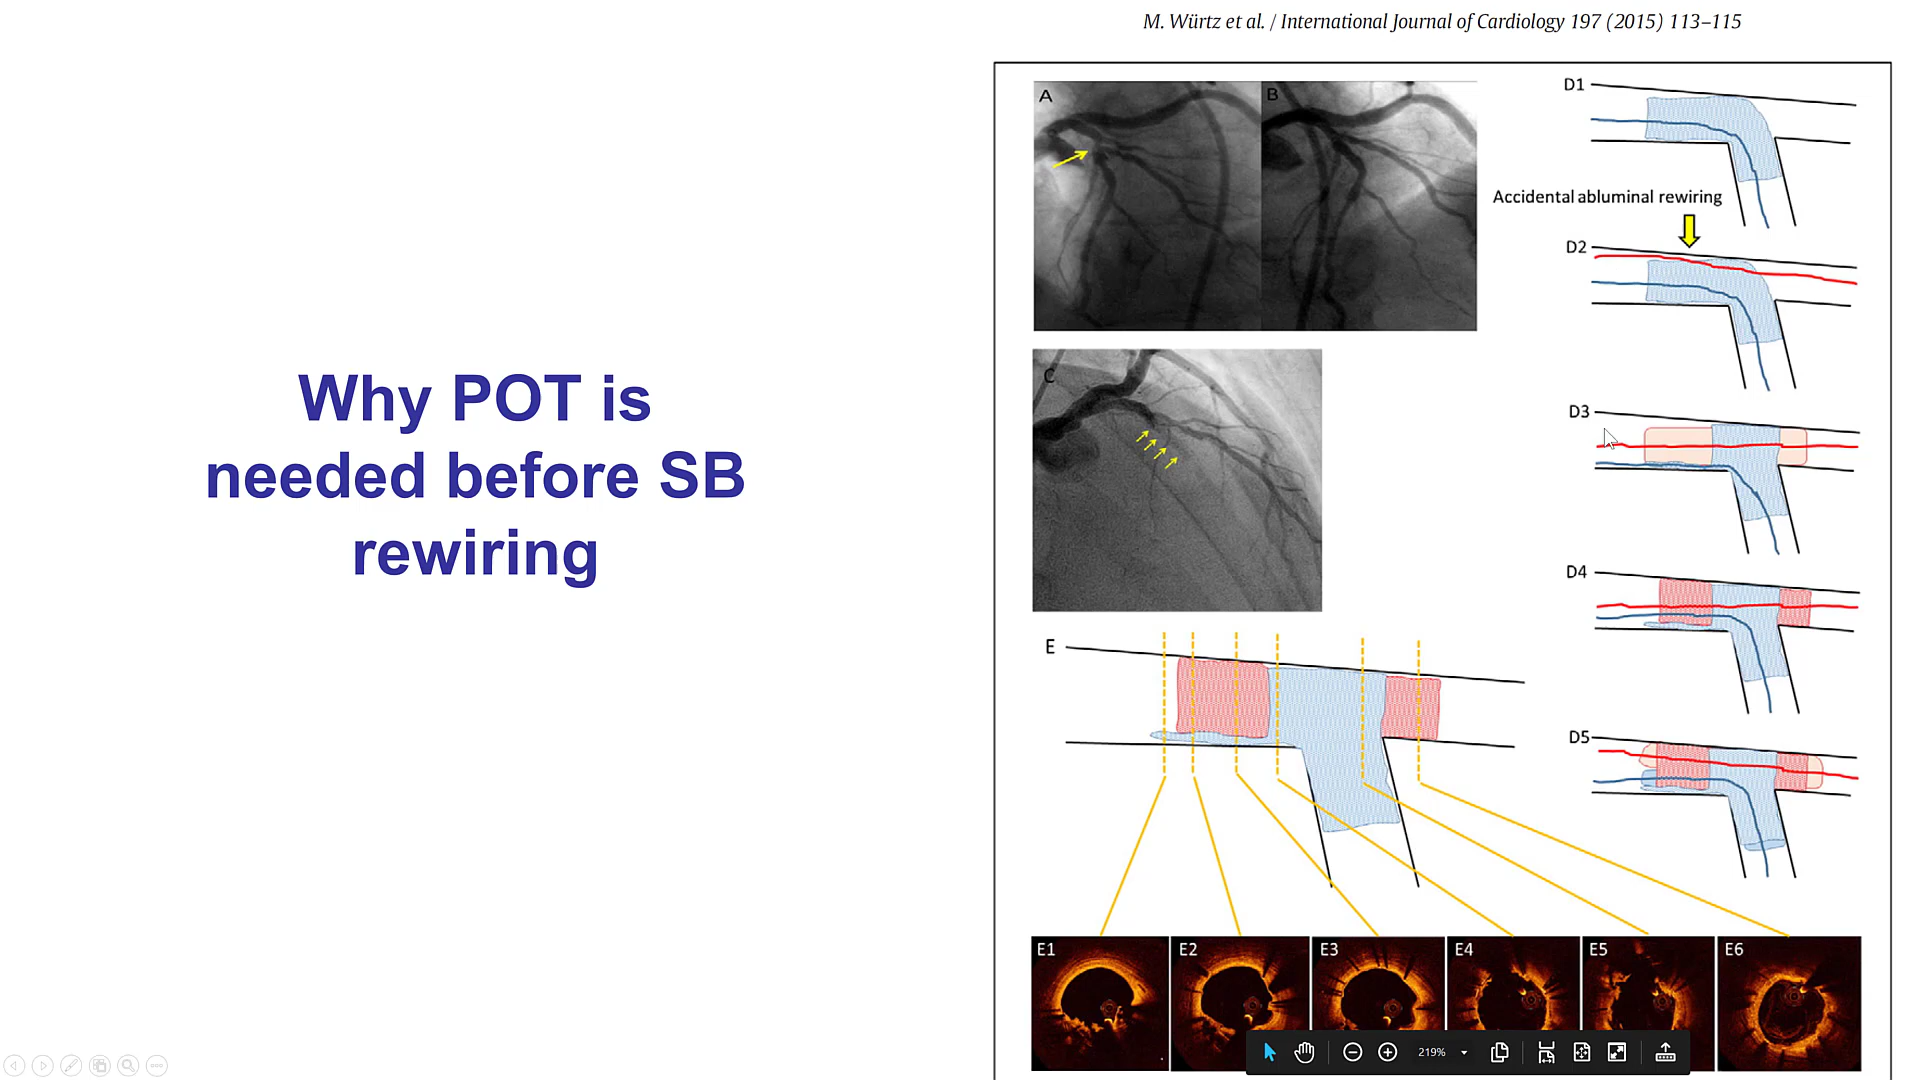 M. Würtz et al. / International Journal of Cardiology 197 (2015) 113–115
Why POT is
needed before SB
rewiring
A
B
C
D1
Accidental abluminal rewiring
D2
D3
D4
D5
E
E1
E2
E3
E4
E5
E6
219%